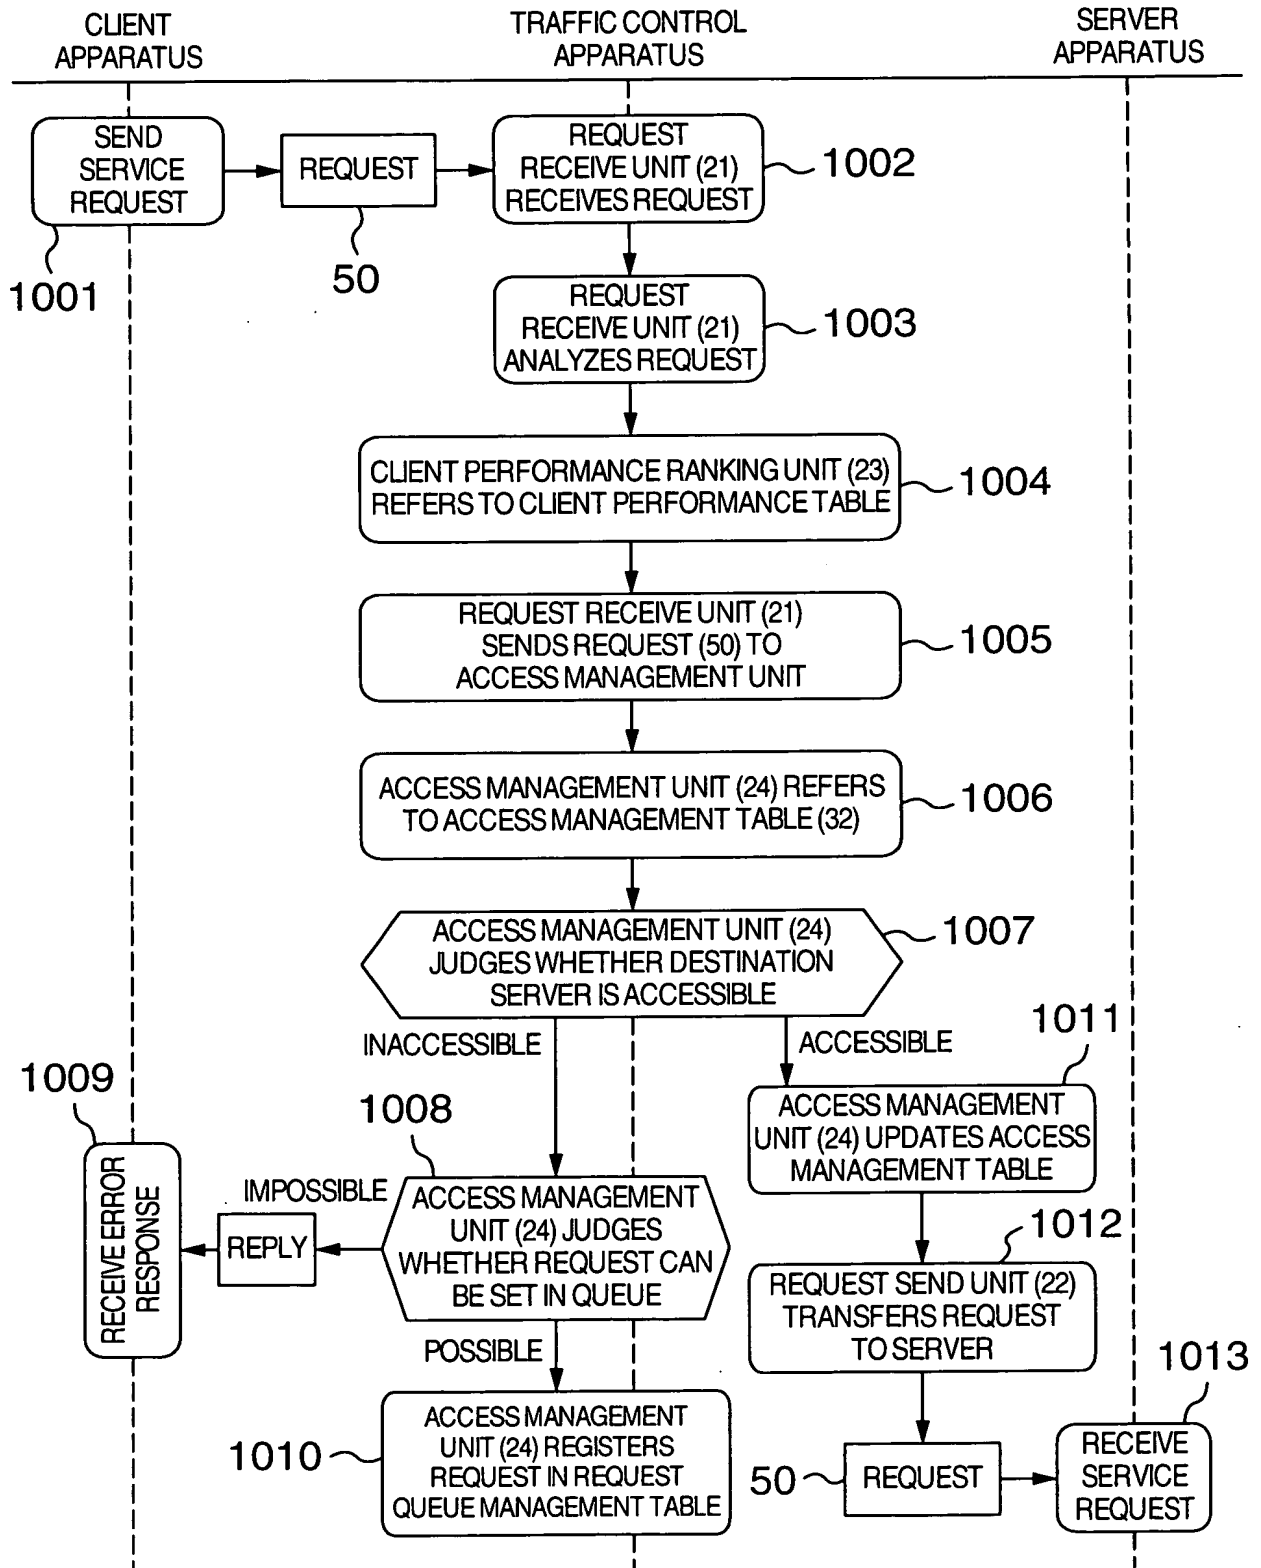 CLIENT
APPARATUS
TRAFFIC CONTROL
APPARATUS
SERVER
APPARATUS
SEND
SERVICE
REQUEST
1001
REQUEST
50
REQUEST
RECEIVE UNIT (21)
RECEIVES REQUEST
1002
REQUEST
RECEIVE UNIT (21)
ANALYZES REQUEST
1003
CLIENT PERFORMANCE RANKING UNIT (23)
REFERS TO CLIENT PERFORMANCE TABLE
1004
REQUEST RECEIVE UNIT (21)
SENDS REQUEST (50) TO
ACCESS MANAGEMENT UNIT
1005
ACCESS MANAGEMENT UNIT (24) REFERS
TO ACCESS MANAGEMENT TABLE (32)
1006
ACCESS MANAGEMENT UNIT (24)
JUDGES WHETHER DESTINATION
SERVER IS ACCESSIBLE
1007
INACCESSIBLE
ACCESSIBLE
1008
ACCESS MANAGEMENT
UNIT (24) JUDGES
WHETHER REQUEST CAN
BE SET IN QUEUE
IMPOSSIBLE
REPLY
1009
RECEIVE ERROR
RESPONSE
POSSIBLE
1010
ACCESS MANAGEMENT
UNIT (24) REGISTERS
REQUEST IN REQUEST
QUEUE MANAGEMENT TABLE
1011
ACCESS MANAGEMENT
UNIT (24) UPDATES ACCESS
MANAGEMENT TABLE
1012
REQUEST SEND UNIT (22)
TRANSFERS REQUEST
TO SERVER
50
REQUEST
1013
RECEIVE
SERVICE
REQUEST